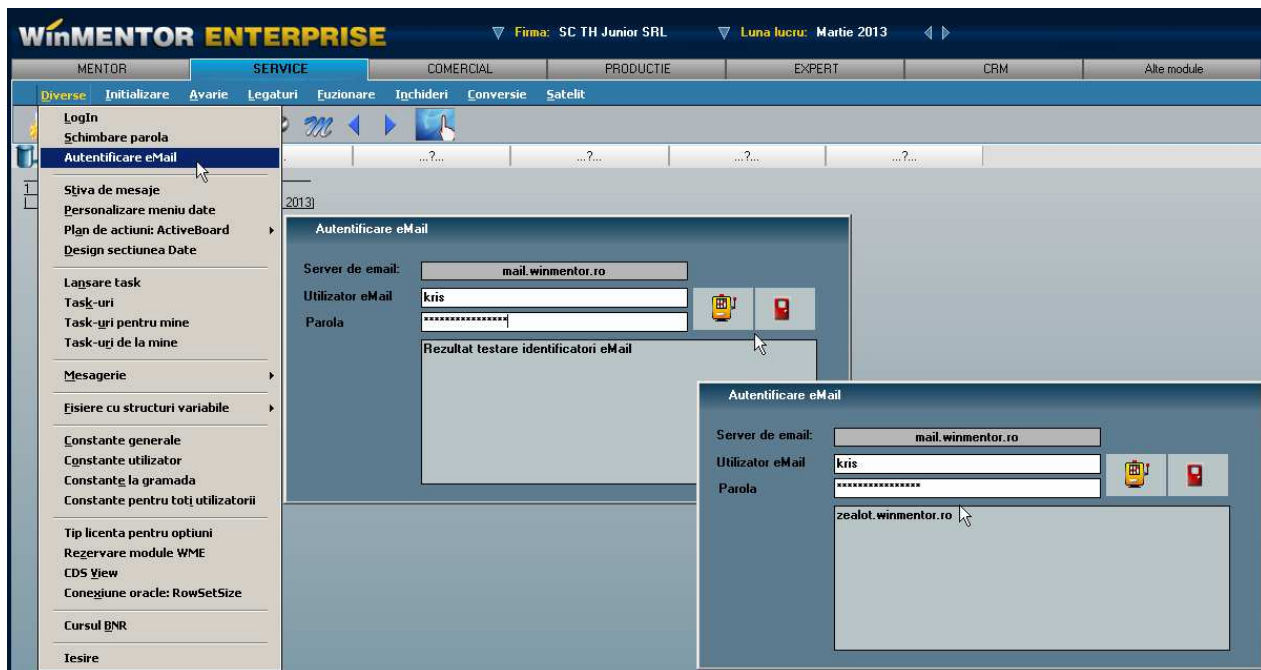 WinMENTOR ENTERPRISE
Firma: SC TH Junior SRL
Luna lucru: Martie 2013
MENTOR
SERVICE
COMERCIAL
PRODUCTIE
EXPERT
CRM
Alte module
Diverse Initializare Avarie Legaturi Fuzionare Inchideri Conversie Satelit
LogIn
Schimbare parola
Autentificare eMail
...?...
...?...
...?...
...?...
Stiva de mesaje
Personalizare meniu date
Plan de actiuni: ActiveBoard
Design sectiunea Date
Lansare task
Task-uri
Task-uri pentru mine
Task-uri de la mine
Mesagerie
Fisiere cu structuri variabile
Constante generale
Constante utilizator
Constante la gramada
Constante pentru toti utilizatorii
Tip licenta pentru optiuni
Rezervare module WME
CDS View
Conexiune oracle: RowSetSize
Cursul BNR
Iesire
1
2013)
Autentificare eMail
Server de email: mail.winmentor.ro
Utilizator eMail kris
Parola ****************
Rezultat testare identificatori eMail
Autentificare eMail
Server de email: mail.winmentor.ro
Utilizator eMail kris
Parola ****************
zealot.winmentor.ro